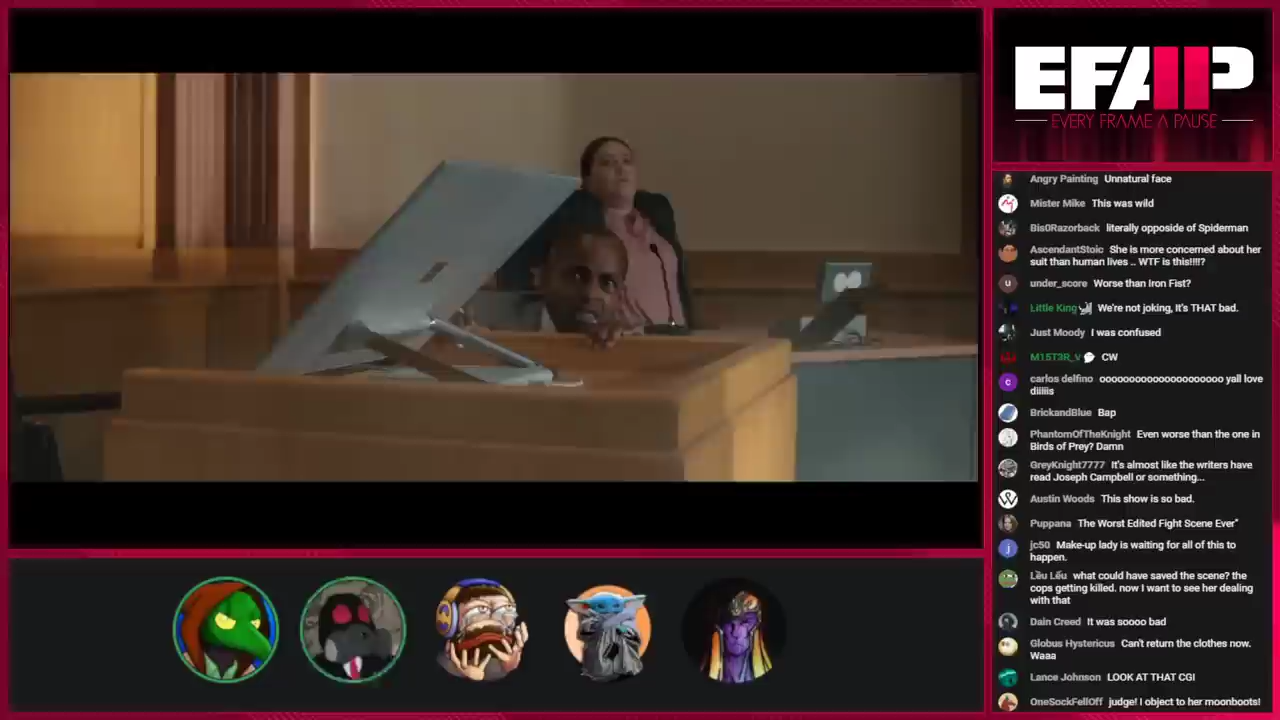 EFAP
EVERY FRAME A PAUSE
Angry Painting Unnatural face
Mister Mike This was wild
Bis0Razorback literally opposide of Spiderman
AscendantStoic She is more concerned about her
suit than human lives .. WTF is this!!!!?
under_score Worse than Iron Fist?
Little King We're not joking, It's THAT bad.
Just Moody I was confused
M1ST3R_V CW
carlos delfino oooooooooooooooooooo yall love
diiliis
BrickandBlue Bap
PhantomOfTheKnight Even worse than the one in
Birds of Prey? Damn
GreyKnight7777 It's almost like the writers have
read Joseph Campbell or something...
Austin Woods This show is so bad.
Puppana The Worst Edited Fight Scene Ever"
jc50 Make-up lady is waiting for all of this to
happen.
Lều Lếu what could have saved the scene? the
cops getting killed. now I want to see her dealing
with that
Dain Creed It was soooo bad
Globus Hystericus Can't return the clothes now.
Waaa
Lance Johnson LOOK AT THAT CGI
OneSockFellOff judge! I object to her moonboots!